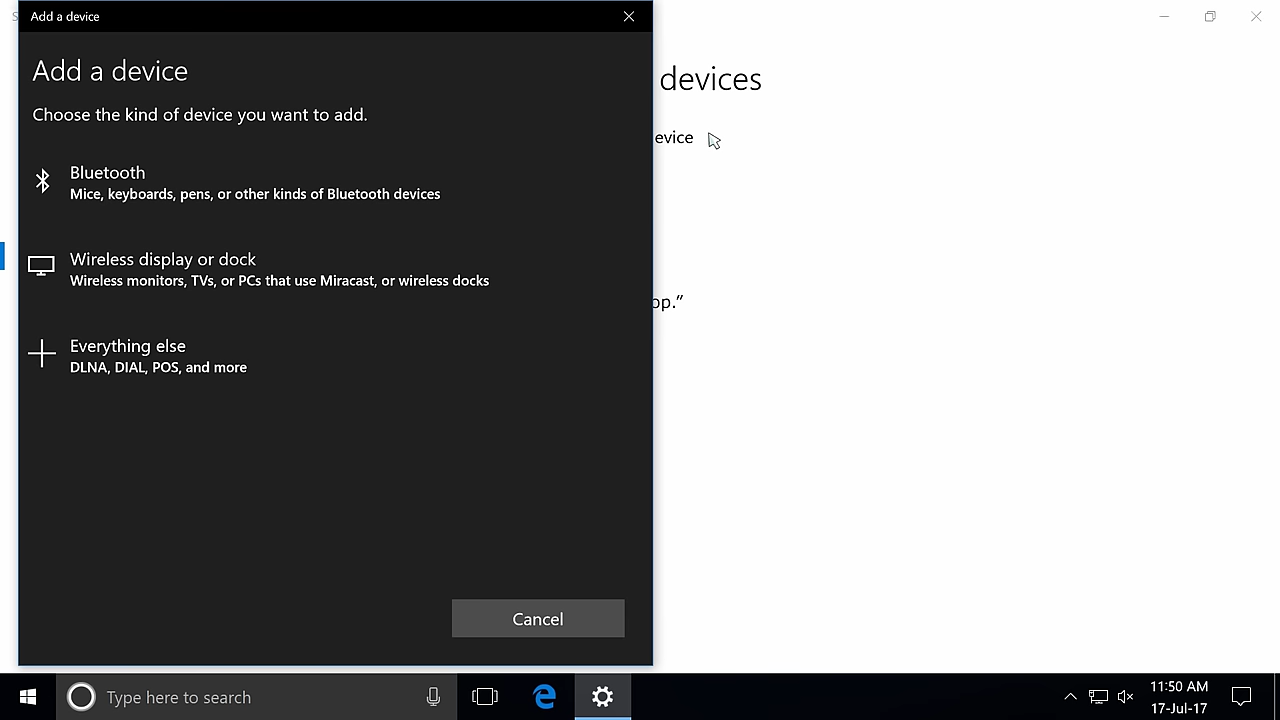 Add a device
Add a device
devices
Choose the kind of device you want to add.
evice
Bluetooth
Mice, keyboards, pens, or other kinds of Bluetooth devices
Wireless display or dock
Wireless monitors, TVs, or PCs that use Miracast, or wireless docks
op.”
Everything else
DLNA, DIAL, POS, and more
Cancel
Type here to search
11:50 AM
17-Jul-17